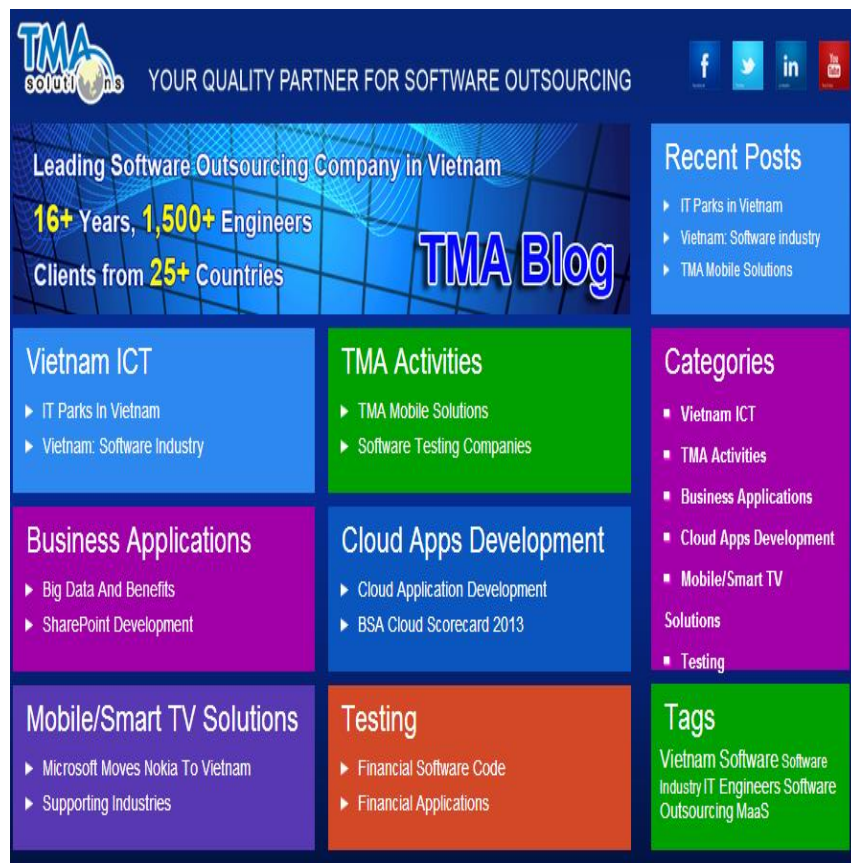 TMA
solutions
YOUR QUALITY PARTNER FOR SOFTWARE OUTSOURCING
f
in
You
Tube
Leading Software Outsourcing Company in Vietnam
16+ Years, 1,500+ Engineers
Clients from 25+ Countries
TMA Blog
Recent Posts
IT Parks in Vietnam
Vietnam: Software industry
TMA Mobile Solutions
Vietnam ICT
IT Parks In Vietnam
Vietnam: Software Industry
TMA Activities
TMA Mobile Solutions
Software Testing Companies
Categories
Vietnam ICT
TMA Activities
Business Applications
Cloud Apps Development
Mobile/Smart TV
Solutions
Testing
Business Applications
Big Data And Benefits
SharePoint Development
Cloud Apps Development
Cloud Application Development
BSA Cloud Scorecard 2013
Mobile/Smart TV Solutions
Microsoft Moves Nokia To Vietnam
Supporting Industries
Testing
Financial Software Code
Financial Applications
Tags
Vietnam Software Software
Industry IT Engineers Software
Outsourcing MaaS